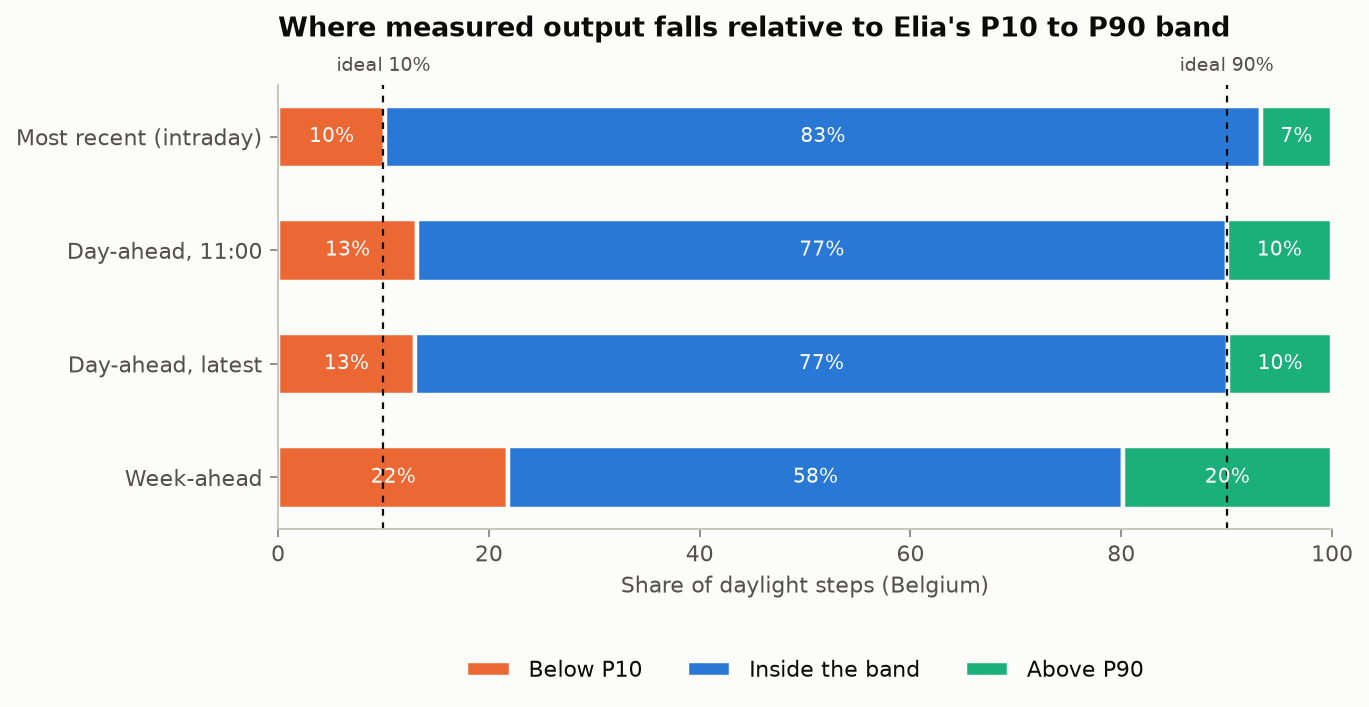 Where measured output falls relative to Elia's P10 to P90 band
ideal 10% ideal 90%
Most recent (intraday) 10% 83% 7%
Day-ahead, 11:00 13% 77% 10%
Day-ahead, latest 13% 77% 10%
Week-ahead 22% 58% 20%
0 20 40 60 80 100
Share of daylight steps (Belgium)
Below P10 Inside the band Above P90